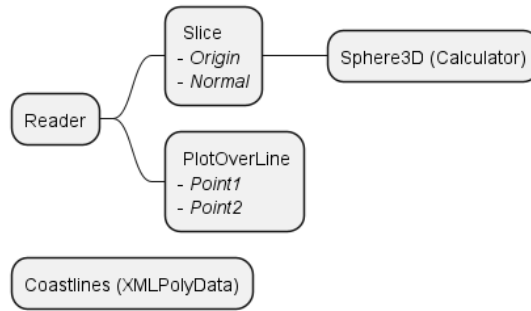 Slice
- Origin
- Normal
Sphere3D (Calculator)
Reader
PlotOverLine
- Point1
- Point2
Coastlines (XMLPolyData)